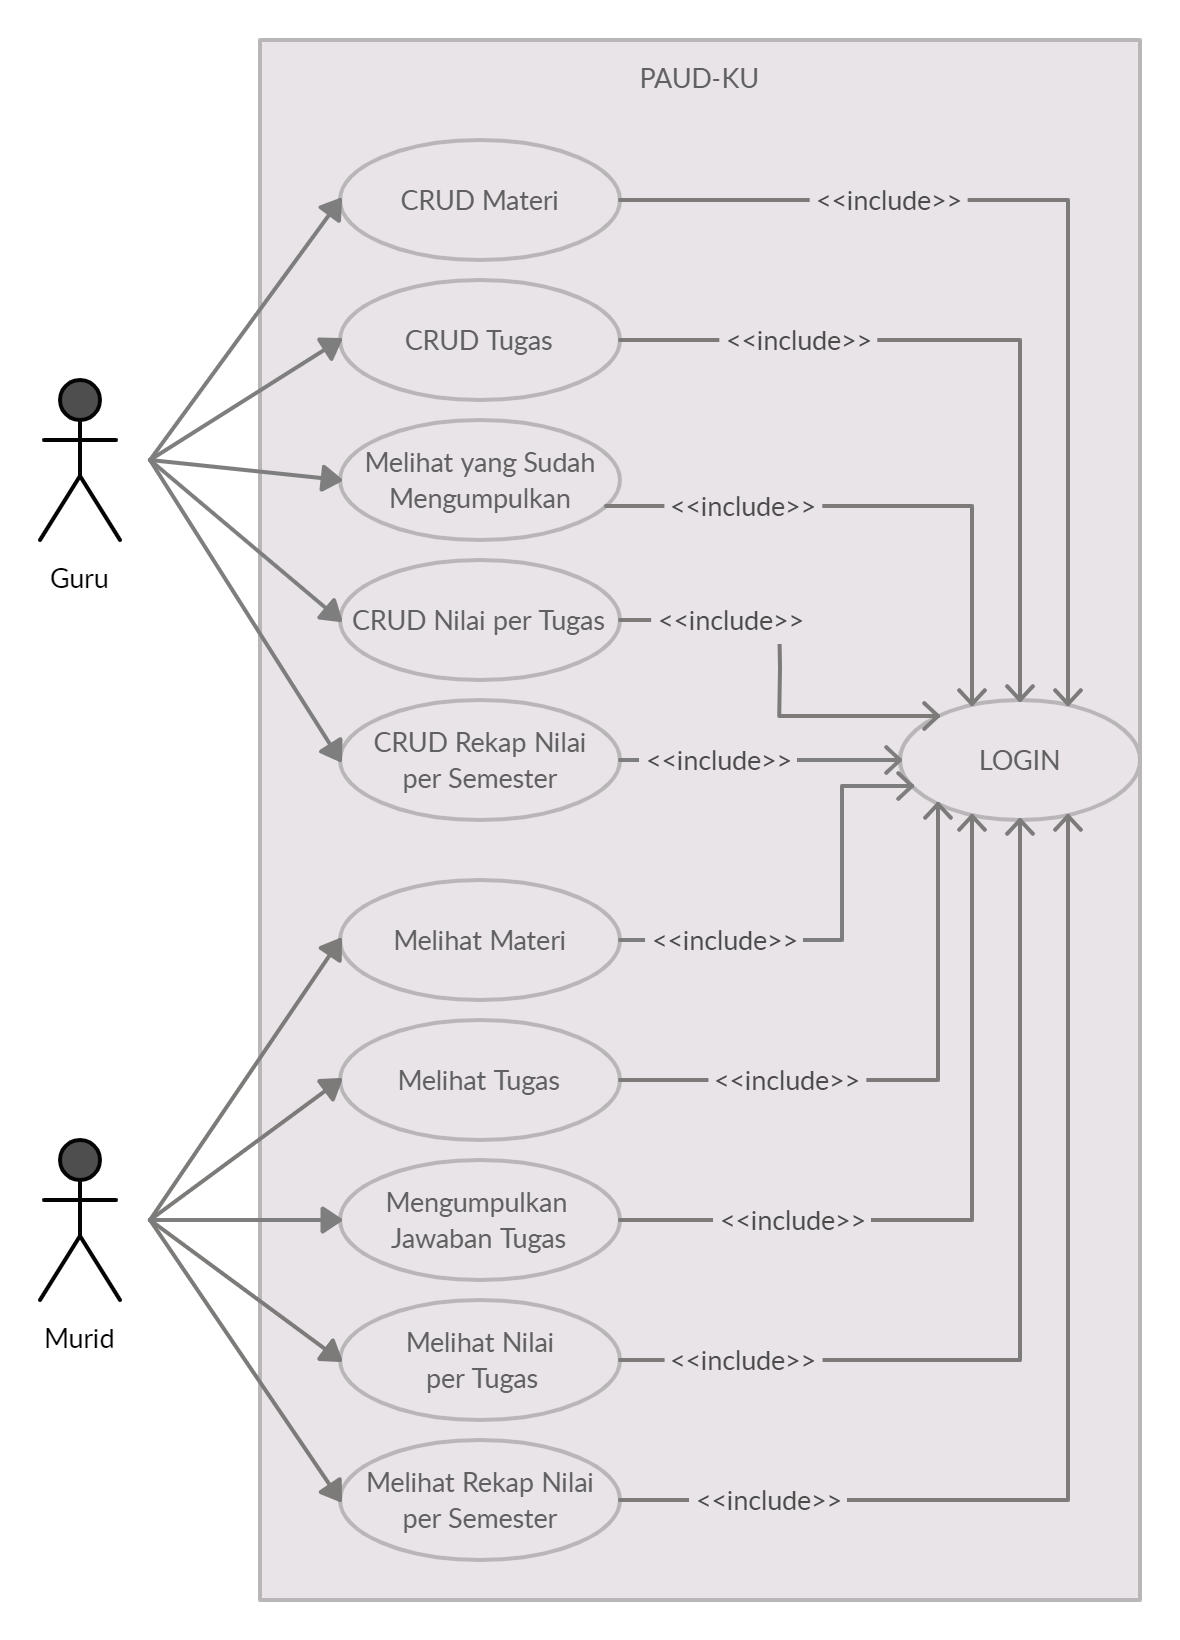 PAUD-KU
CRUD Materi
<<include>>
CRUD Tugas
<<include>>
Melihat yang Sudah
Mengumpulkan
<<include>>
Guru
CRUD Nilai per Tugas
<<include>>
CRUD Rekap Nilai
per Semester
<<include>>
LOGIN
Melihat Materi
<<include>>
Melihat Tugas
<<include>>
Mengumpulkan
Jawaban Tugas
<<include>>
Murid
Melihat Nilai
per Tugas
<<include>>
Melihat Rekap Nilai
per Semester
<<include>>